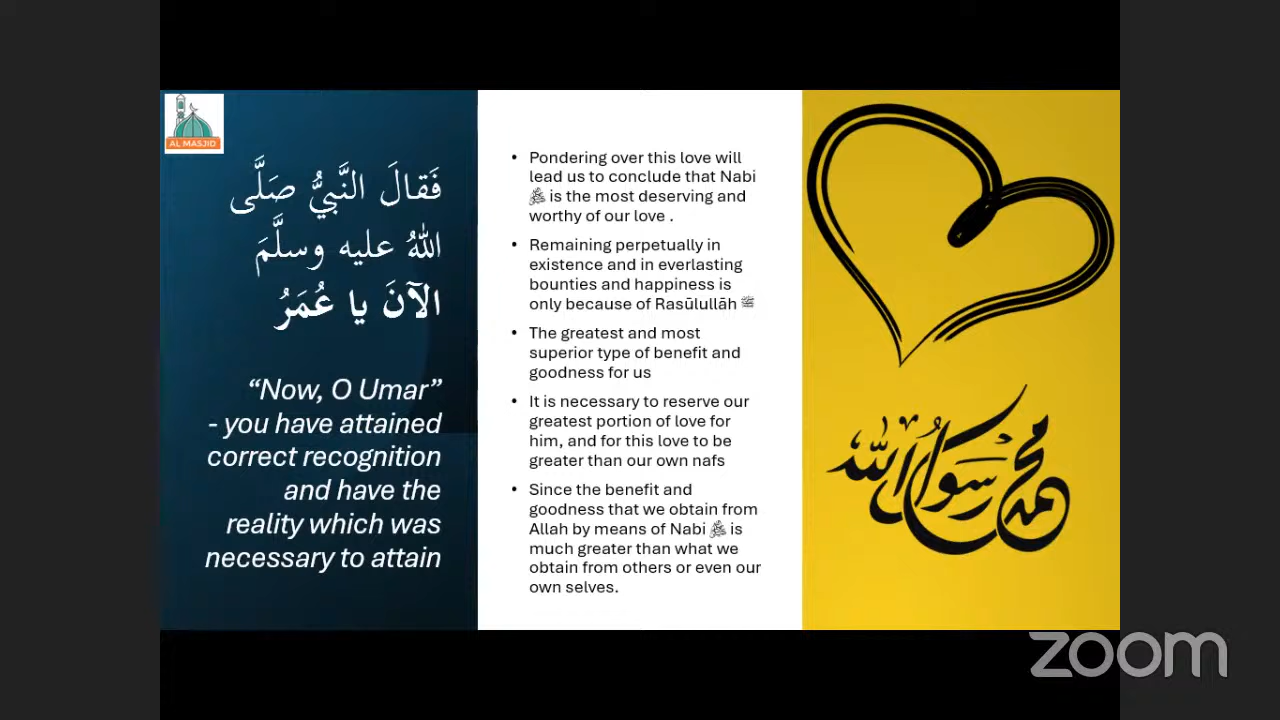 AL MASJID
فَقالَ النَّبيُّ صَلَّى
اللهُ عليه وسلَّمَ
الآنَ يا عُمَرُ
“Now, O Umar”
- you have attained
correct recognition
and have the
reality which was
necessary to attain
• Pondering over this love will
lead us to conclude that Nabi
ﷺ is the most deserving and
worthy of our love .
• Remaining perpetually in
existence and in everlasting
bounties and happiness is
only because of Rasūlullāh ﷺ
• The greatest and most
superior type of benefit and
goodness for us
• It is necessary to reserve our
greatest portion of love for
him, and for this love to be
greater than our own nafs
• Since the benefit and
goodness that we obtain from
Allah by means of Nabi ﷺ is
much greater than what we
obtain from others or even our
own selves.
محمد رسول الله
zoom